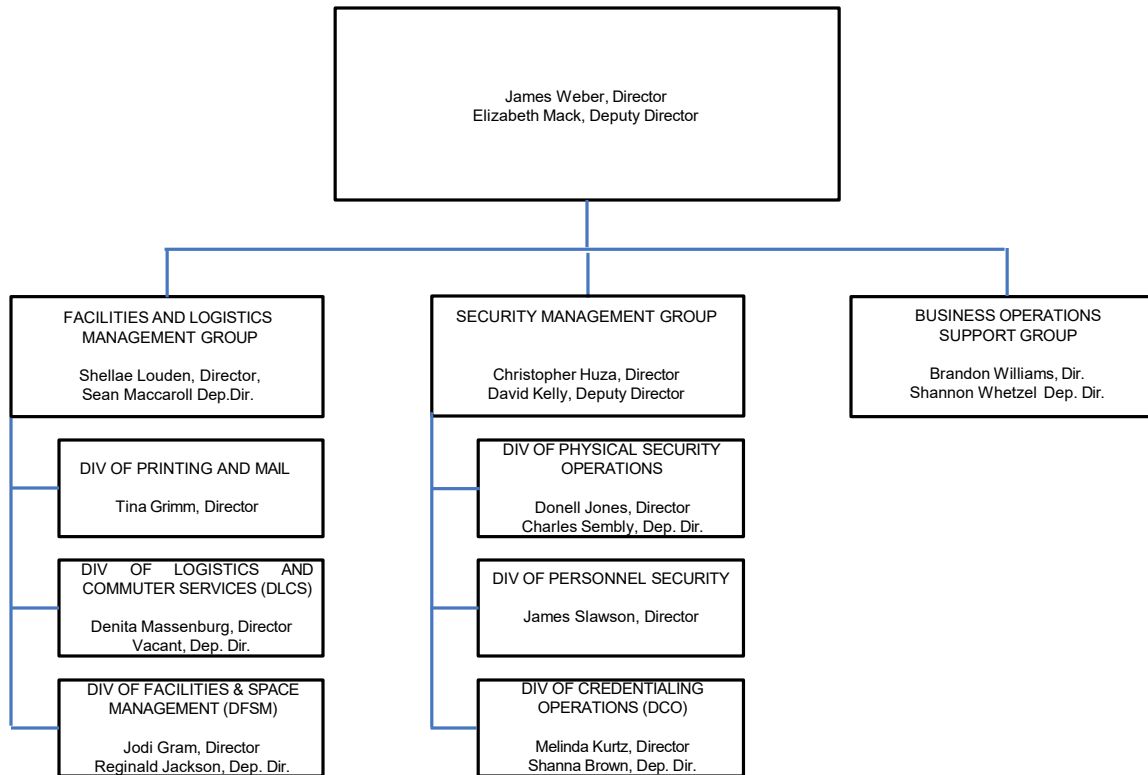 James Weber, Director
Elizabeth Mack, Deputy Director
FACILITIES AND LOGISTICS
MANAGEMENT GROUP
Shellae Louden, Director,
Sean Maccaroll Dep.Dir.
DIV OF PRINTING AND MAIL
Tina Grimm, Director
DIV OF LOGISTICS AND
COMMUTER SERVICES (DLCS)
Denita Massenburg, Director
Vacant, Dep. Dir.
DIV OF FACILITIES & SPACE
MANAGEMENT (DFSM)
Jodi Gram, Director
Reginald Jackson, Dep. Dir.
SECURITY MANAGEMENT GROUP
Christopher Huza, Director
David Kelly, Deputy Director
DIV OF PHYSICAL SECURITY
OPERATIONS
Donell Jones, Director
Charles Sembly, Dep. Dir.
DIV OF PERSONNEL SECURITY
James Slawson, Director
DIV OF CREDENTIALING
OPERATIONS (DCO)
Melinda Kurtz, Director
Shanna Brown, Dep. Dir.
BUSINESS OPERATIONS
SUPPORT GROUP
Brandon Williams, Dir.
Shannon Whetzel Dep. Dir.